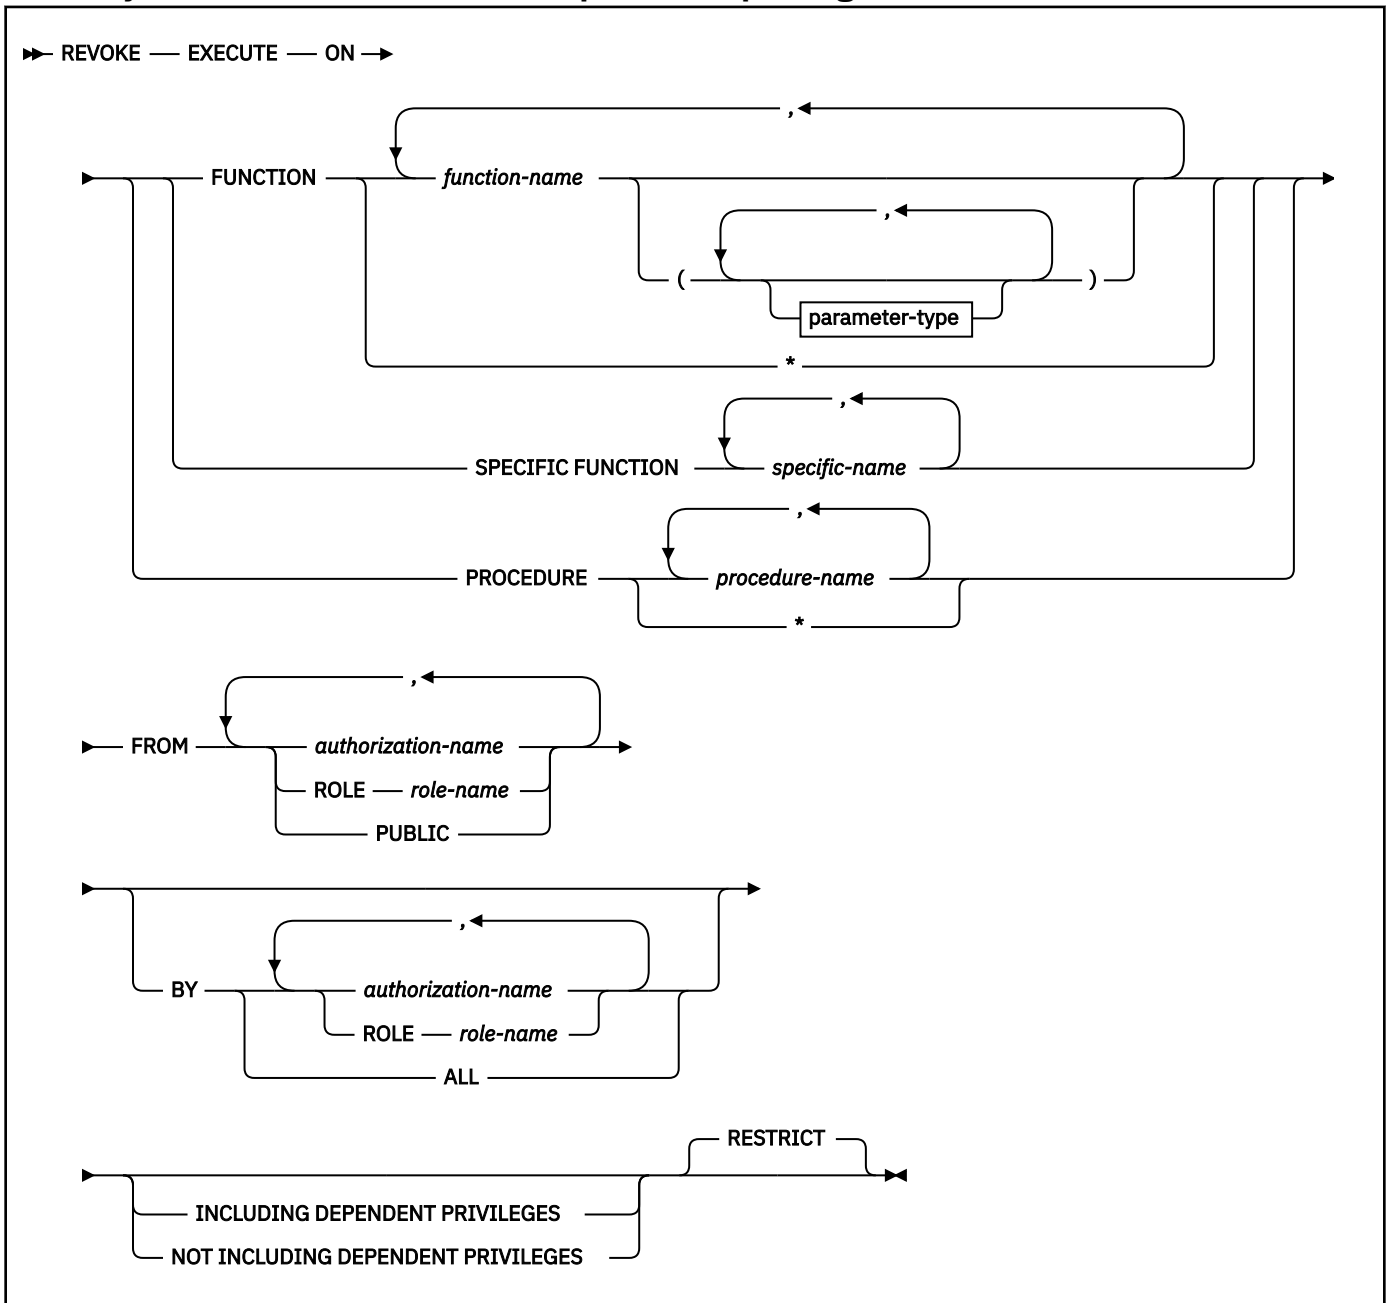 REVOKE EXECUTE ON
,
FUNCTION function-name
,
( )
parameter-type
*
,
SPECIFIC FUNCTION specific-name
,
PROCEDURE procedure-name
*
,
FROM authorization-name
ROLE role-name
PUBLIC
,
BY authorization-name
ROLE role-name
ALL
RESTRICT
INCLUDING DEPENDENT PRIVILEGES
NOT INCLUDING DEPENDENT PRIVILEGES